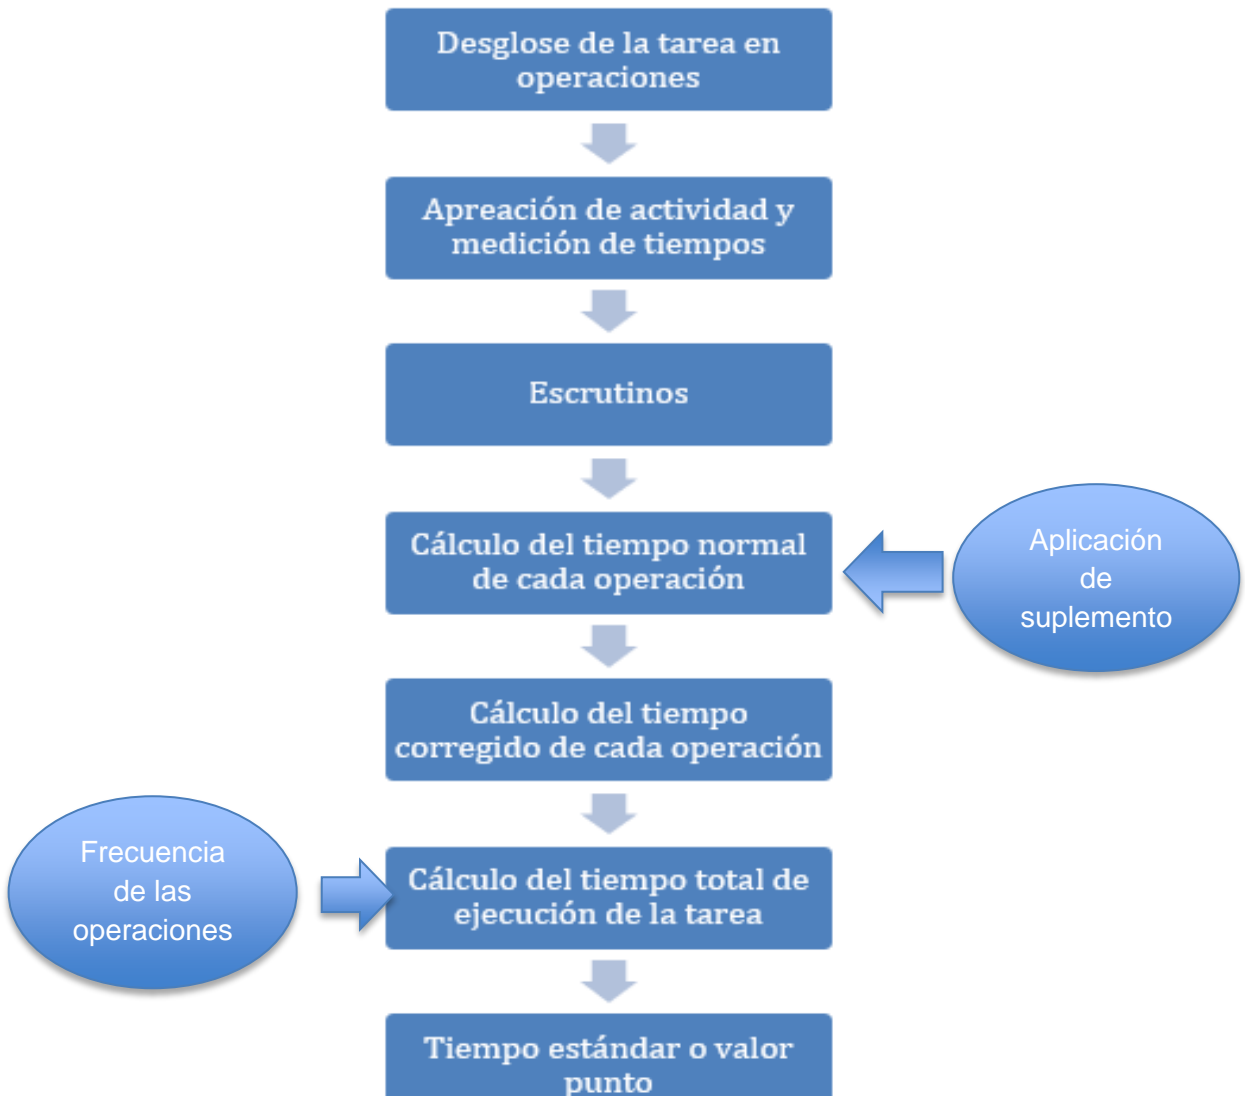 Desglose de la tarea en
operaciones
Apreación de actividad y
medición de tiempos
Escrutinos
Cálculo del tiempo normal
de cada operación
Aplicación
de
suplemento
Cálculo del tiempo
corregido de cada operación
Frecuencia
de las
operaciones
Cálculo del tiempo total de
ejecución de la tarea
Tiempo estándar o valor
punto